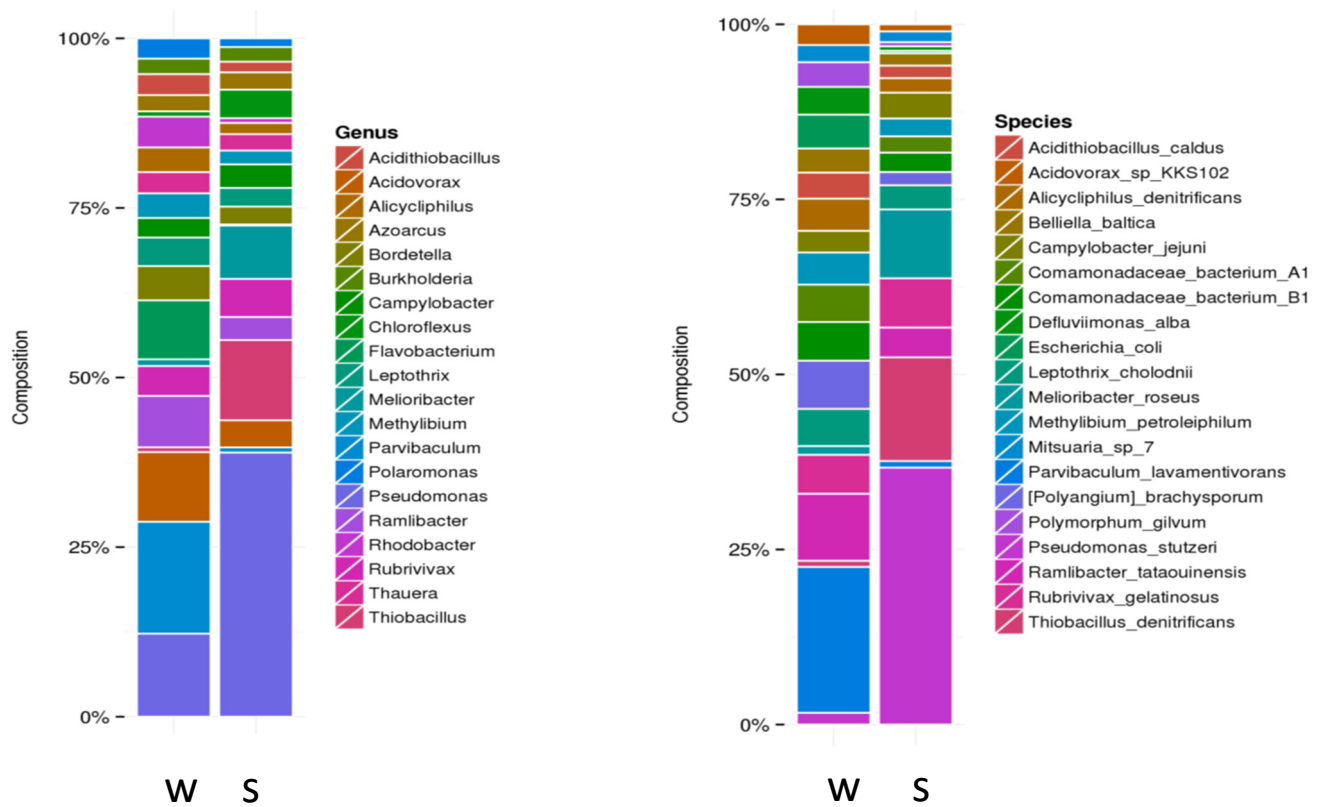 100%
75%
50%
25%
0%
Composition
W S
Genus
Acidithiobacillus
Acidovorax
Alicycliphilus
Azoarcus
Bordetella
Burkholderia
Campylobacter
Chloroflexus
Flavobacterium
Leptothrix
Melioribacter
Methylibium
Parvibaculum
Polaromonas
Pseudomonas
Ramlibacter
Rhodobacter
Rubrivivax
Thauera
Thiobacillus
100%
75%
50%
25%
0%
Composition
W S
Species
Acidithiobacillus_caldus
Acidovorax_sp_KKS102
Alicycliphilus_denitrificans
Belliella_baltica
Campylobacter_jejuni
Comamonadaceae_bacterium_A1
Comamonadaceae_bacterium_B1
Defluviimonas_alba
Escherichia_coli
Leptothrix_cholodnii
Melioribacter_roseus
Methylibium_petroleiphilum
Mitsuaria_sp_7
Parvibaculum_lavamentivorans
[Polyangium]_brachysporum
Polymorphum_gilvum
Pseudomonas_stutzeri
Ramlibacter_tataouinensis
Rubrivivax_gelatinosus
Thiobacillus_denitrificans